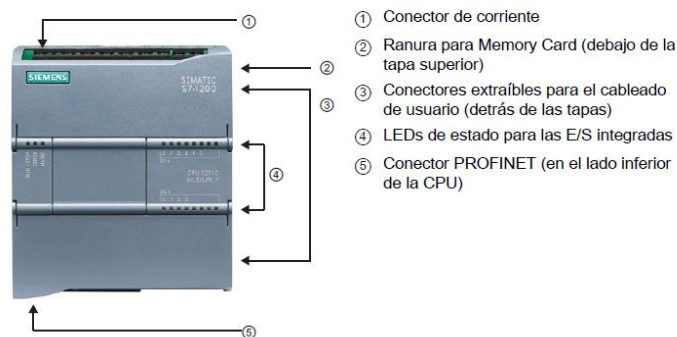 ① Conector de corriente
② Ranura para Memory Card (debajo de la
tapa superior)
③ Conectores extraíbles para el cableado
de usuario (detrás de las tapas)
④ LEDs de estado para las E/S integradas
⑤ Conector PROFINET (en el lado inferior
de la CPU)
①
②
③
④
⑤
SIEMENS
SIMATIC
S7-1200